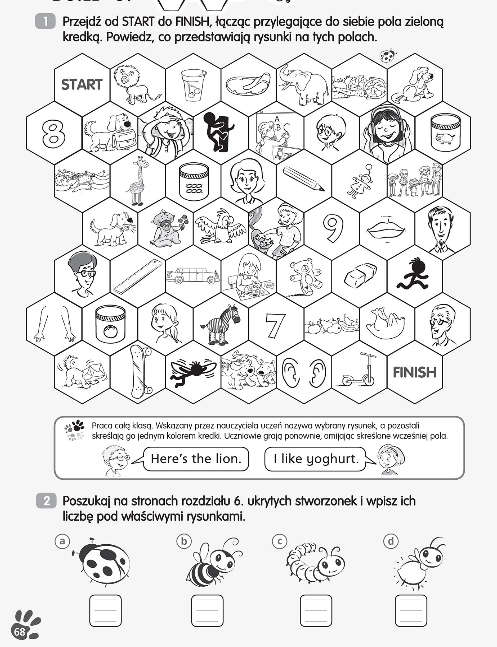 1 Przejdź od START do FINISH, łącząc przylegające do siebie pola zieloną
kredką. Powiedz, co przedstawiają rysunki na tych polach.
START
8
9
7
FINISH
Praca całą klasą. Wskazany przez nauczyciela uczeń nazywa wybrany rysunek, a pozostali
skreślają go jednym kolorem kredki. Uczniowie grają ponownie, omijając skreślone wcześniej pola.
Here's the lion. I like yoghurt.
2 Poszukaj na stronach rozdziału 6. ukrytych stworzonek i wpisz ich
liczbę pod właściwymi rysunkami.
a b c d
68